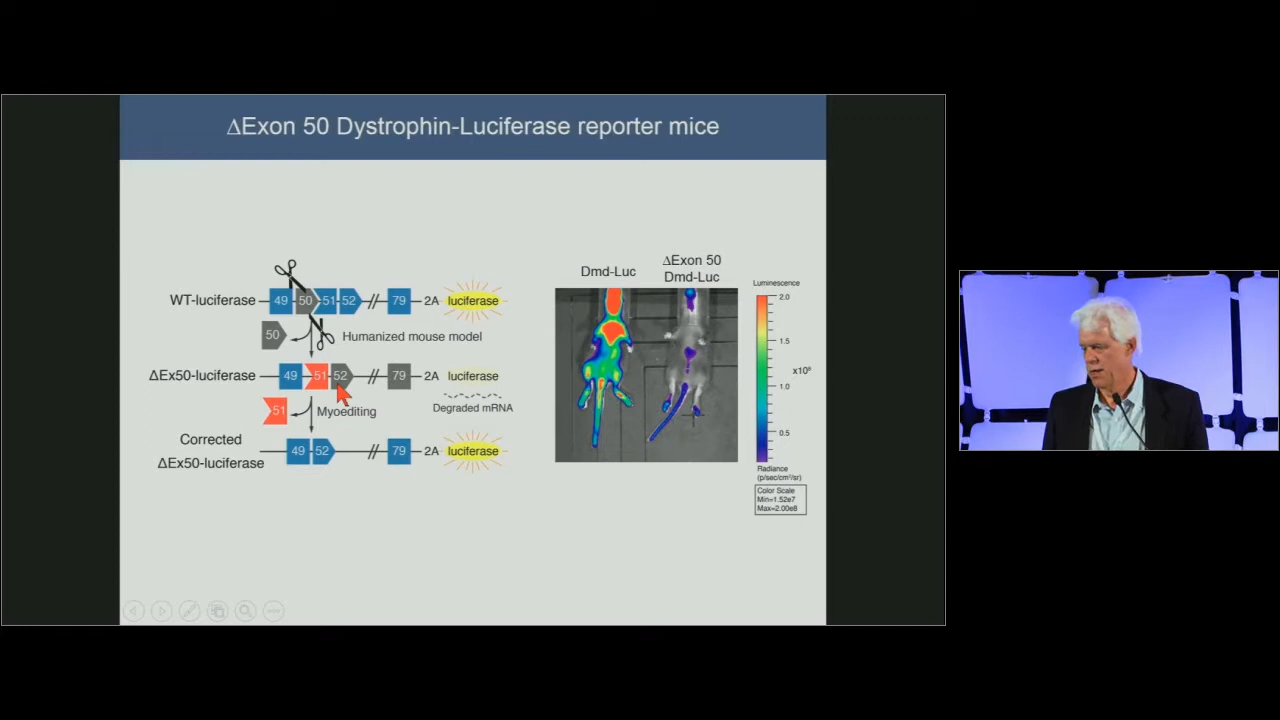 ΔExon 50 Dystrophin-Luciferase reporter mice
WT-luciferase 49 50 51 52 // 79 2A luciferase
50 Humanized mouse model
ΔEx50-luciferase 49 51 52 // 79 2A luciferase
Degraded mRNA
51 Myoediting
Corrected
ΔEx50-luciferase
49 52 // 79 2A luciferase
Dmd-Luc
ΔExon 50
Dmd-Luc
Luminescence
2.0
1.5
x10⁸
1.0
0.5
Radiance
(p/sec/cm²/sr)
Color Scale
Min=1.52e7
Max=2.00e8